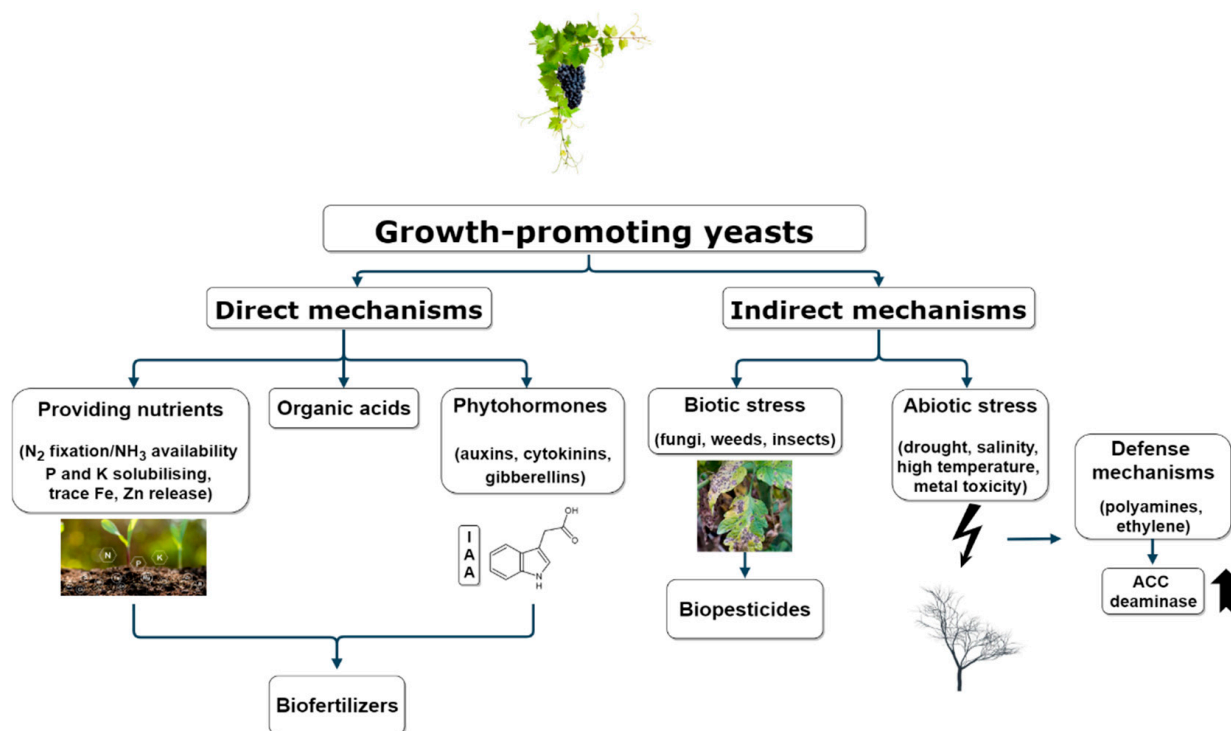 Growth-promoting yeasts
Direct mechanisms
Indirect mechanisms
Providing nutrients
(N₂ fixation/NH₃ availability
P and K solubilising,
trace Fe, Zn release)
Organic acids
Phytohormones
(auxins, cytokinins,
gibberellins)
Biotic stress
(fungi, weeds, insects)
Abiotic stress
(drought, salinity,
high temperature,
metal toxicity)
Defense
mechanisms
(polyamines,
ethylene)
N
P
K
I
A
A
OH
O
N
H
ACC
deaminase
Biopesticides
Biofertilizers